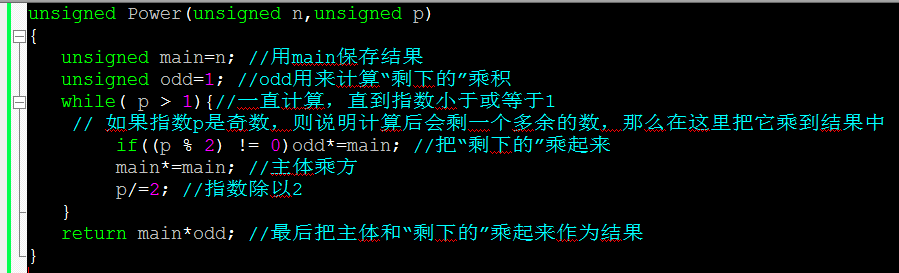 unsigned Power(unsigned n,unsigned p)
{
unsigned main=n; //用main保存结果
unsigned odd=1; //odd用来计算“剩下的”乘积
while( p > 1){//一直计算，直到指数小于或等于1
// 如果指数p是奇数，则说明计算后会剩一个多余的数，那么在这里把它乘到结果中
if((p % 2) != 0)odd*=main; //把“剩下的”乘起来
main*=main; //主体乘方
p/=2; //指数除以2
}
return main*odd; //最后把主体和“剩下的”乘起来作为结果
}